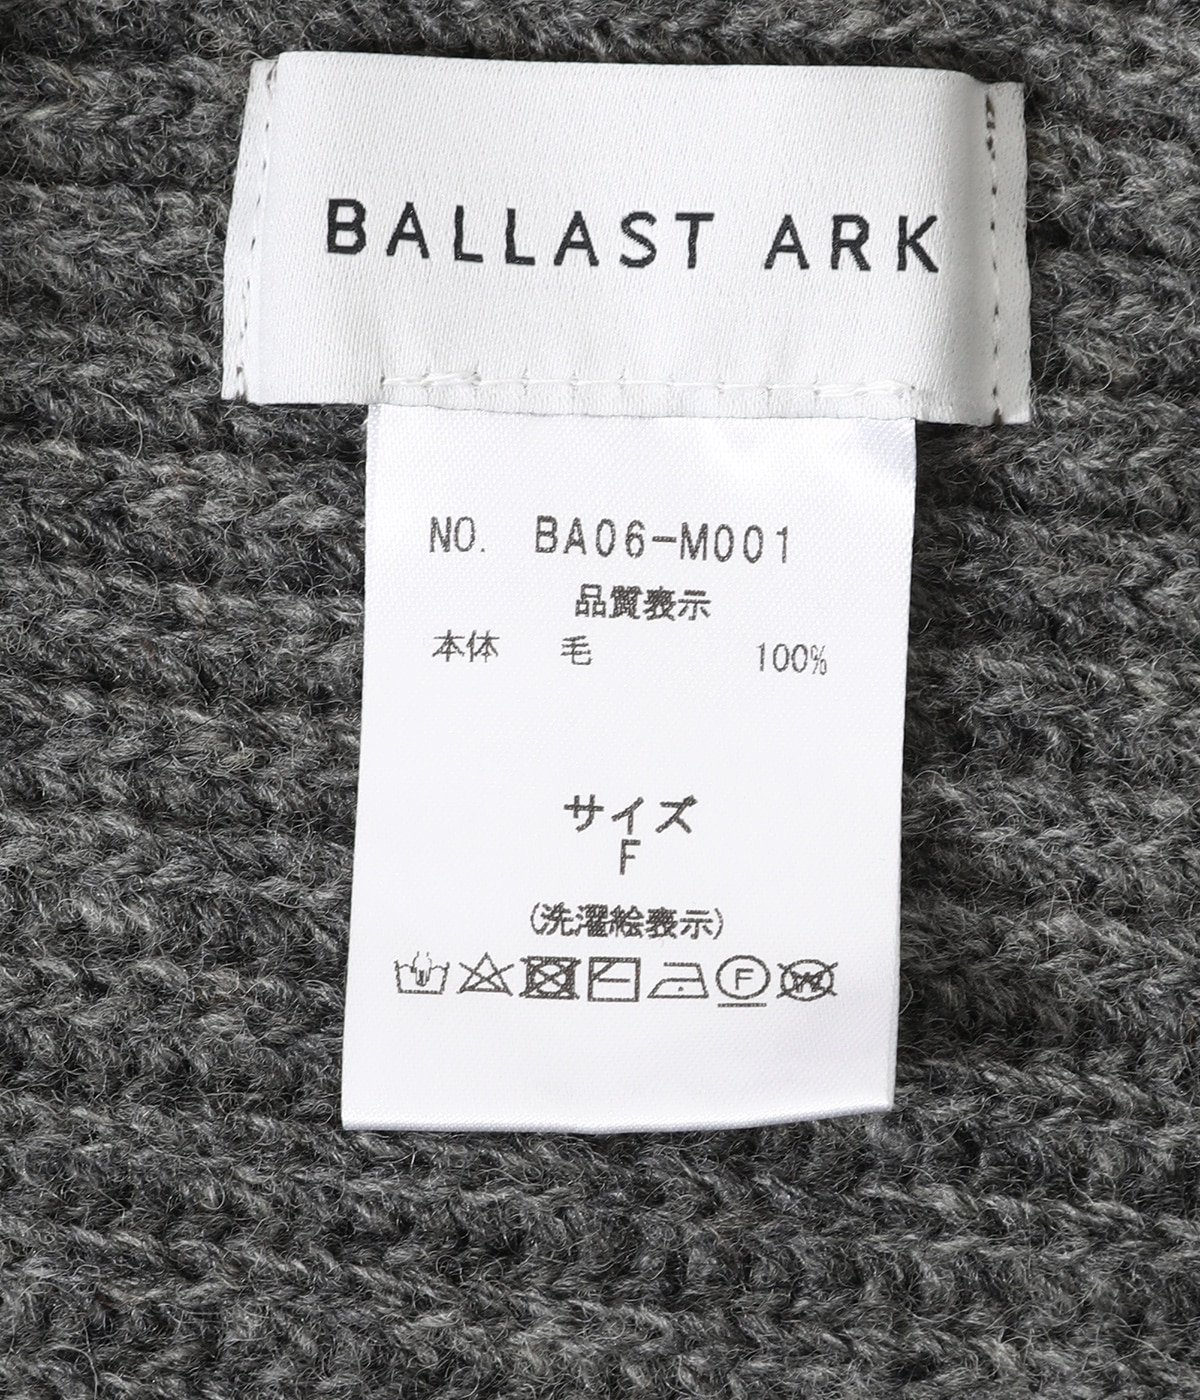 BALLAST ARK
NO. BA06-M001
品質表示
本体 毛 100%
サイズ
F
(洗濯絵表示)
F W